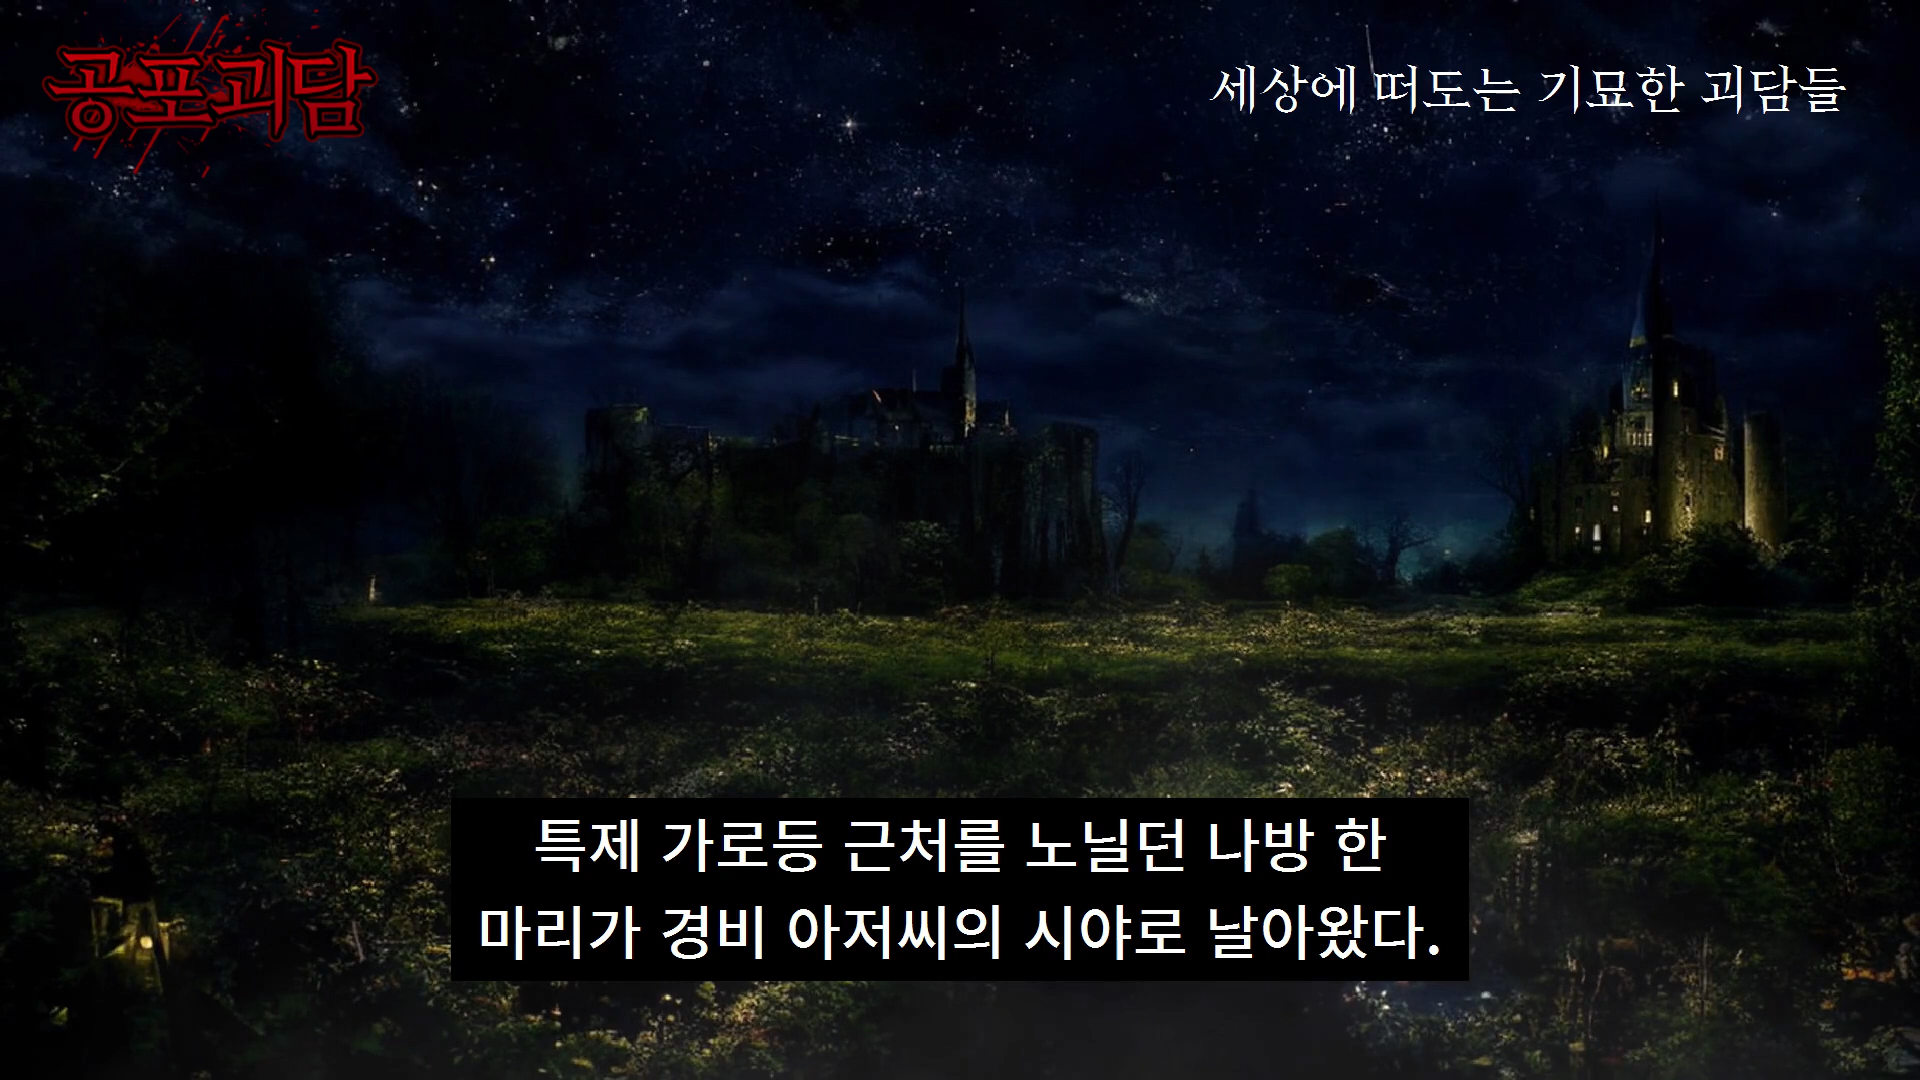 공포괴담
세상에 떠도는 기묘한 괴담들
특제 가로등 근처를 노닐던 나방 한
마리가 경비 아저씨의 시야로 날아왔다.